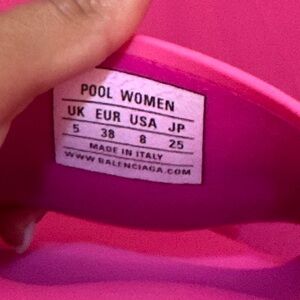 POOL WOMEN
UK EUR USA JP
5 38 8 25
MADE IN ITALY
WWW.BALENCIAGA.COM